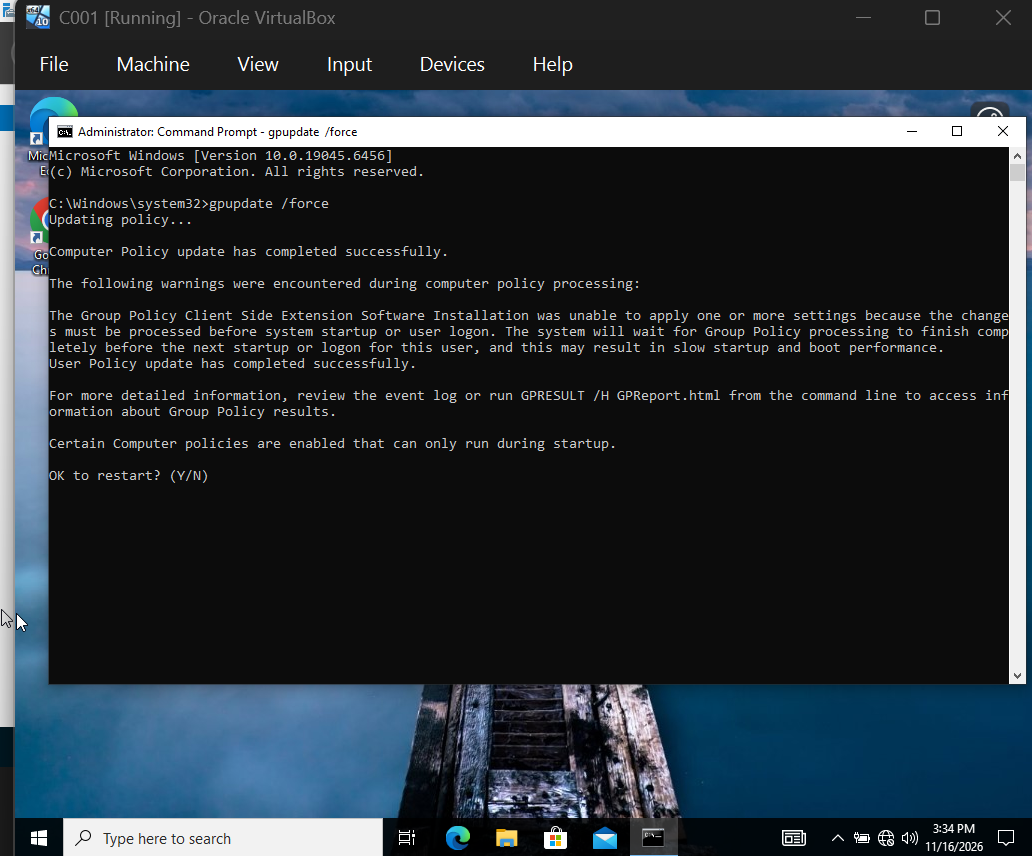 C001 [Running] - Oracle VirtualBox
File Machine View Input Devices Help
Administrator: Command Prompt - gpupdate /force
Microsoft Windows [Version 10.0.19045.6456]
(c) Microsoft Corporation. All rights reserved.
C:\Windows\system32>gpupdate /force
Updating policy...
Computer Policy update has completed successfully.
The following warnings were encountered during computer policy processing:
The Group Policy Client Side Extension Software Installation was unable to apply one or more settings because the change
s must be processed before system startup or user logon. The system will wait for Group Policy processing to finish comp
letely before the next startup or logon for this user, and this may result in slow startup and boot performance.
User Policy update has completed successfully.
For more detailed information, review the event log or run GPRESULT /H GPReport.html from the command line to access inf
ormation about Group Policy results.
Certain Computer policies are enabled that can only run during startup.
OK to restart? (Y/N)
Type here to search
3:34 PM
11/16/2026